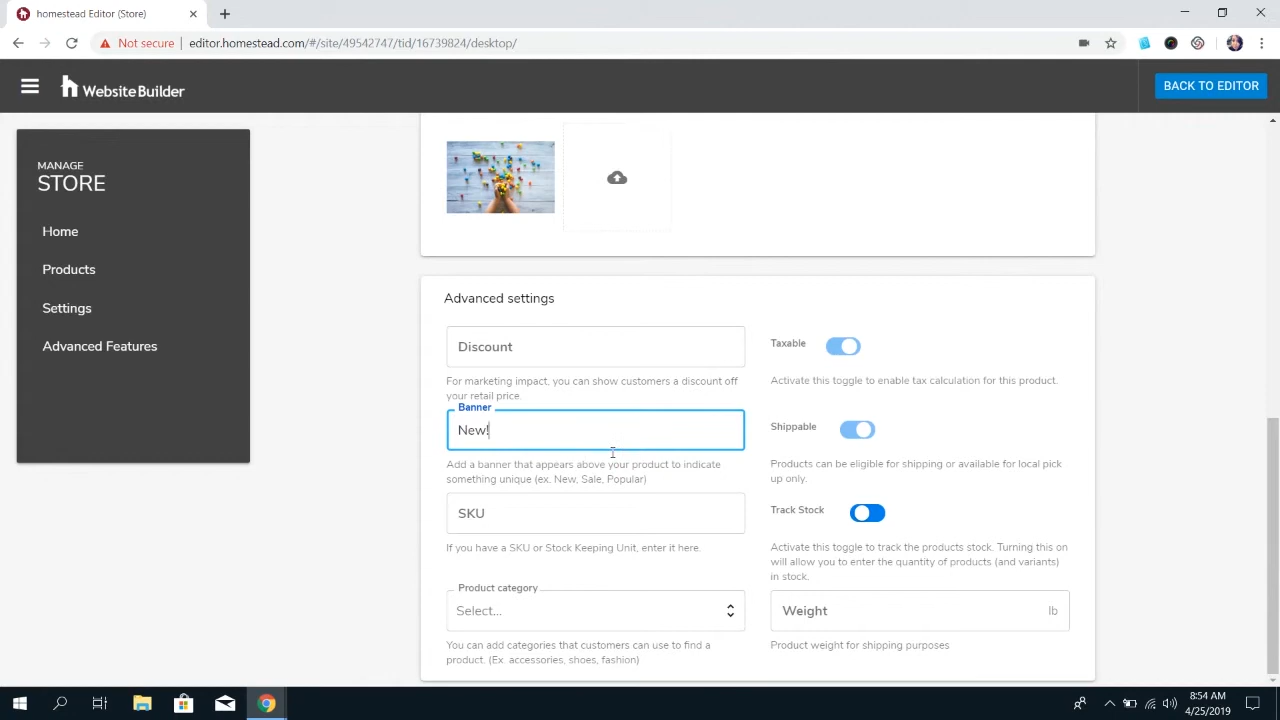 homestead Editor (Store)
Not secure
editor.homestead.com/#/site/49542747/tid/16739824/desktop/
h WebsiteBuilder
BACK TO EDITOR
MANAGE
STORE
Home
Products
Settings
Advanced Features
Advanced settings
Discount
For marketing impact, you can show customers a discount off
your retail price.
Banner
New!
Add a banner that appears above your product to indicate
something unique (ex. New, Sale, Popular)
SKU
If you have a SKU or Stock Keeping Unit, enter it here.
Product category
Select...
You can add categories that customers can use to find a
product. (Ex. accessories, shoes, fashion)
Taxable
Activate this toggle to enable tax calculation for this product.
Shippable
Products can be eligible for shipping or available for local pick
up only.
Track Stock
Activate this toggle to track the products stock. Turning this on
will allow you to enter the quantity of products (and variants)
in stock.
Weight
lb
Product weight for shipping purposes
8:54 AM
4/25/2019